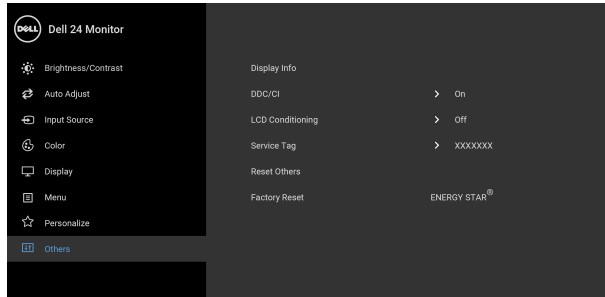 DELL Dell 24 Monitor
Brightness/Contrast
Auto Adjust
Input Source
Color
Display
Menu
Personalize
Others
Display Info
DDC/CI > On
LCD Conditioning > Off
Service Tag > XXXXXXX
Reset Others
Factory Reset ENERGY STAR®